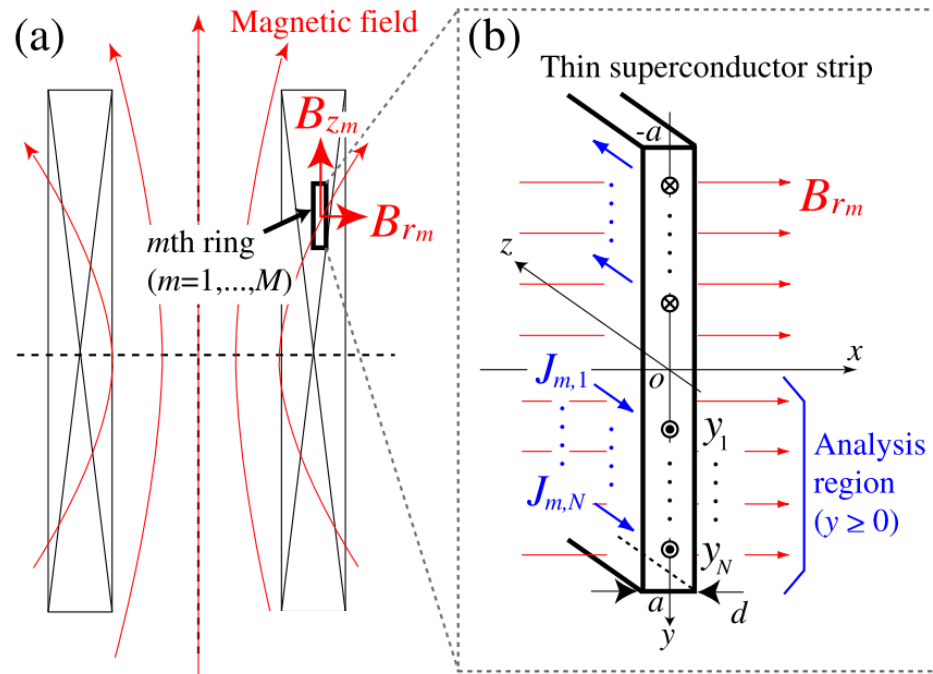 (a)
Magnetic field
B_{z_m}
B_{r_m}
mth ring
(m=1,...,M)
(b)
Thin superconductor strip
-a
B_{r_m}
z
x
o
J_{m,1}
y_1
Analysis
region
(y ≥ 0)
J_{m,N}
y_N
a
d
y